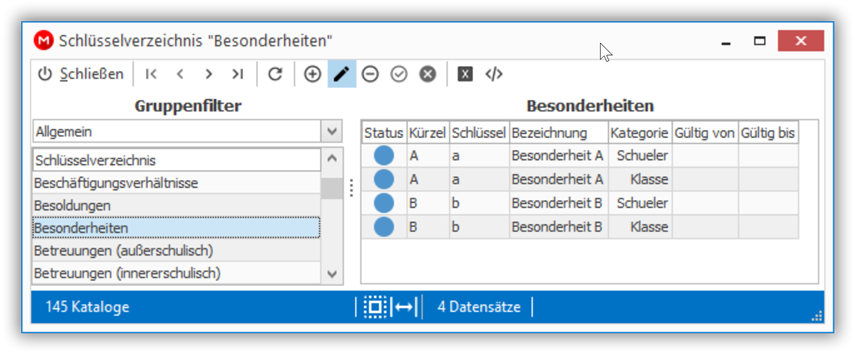 M Schlüsselverzeichnis "Besonderheiten"
Schließen
Gruppenfilter
Allgemein
Schlüsselverzeichnis
Beschäftigungsverhältnisse
Besoldungen
Besonderheiten
Betreuungen (außerschulisch)
Betreuungen (innererschulisch)
Besonderheiten
Status Kürzel Schlüssel Bezeichnung Kategorie Gültig von Gültig bis
A a Besonderheit A Schueler
A a Besonderheit A Klasse
B b Besonderheit B Schueler
B b Besonderheit B Klasse
145 Kataloge 4 Datensätze